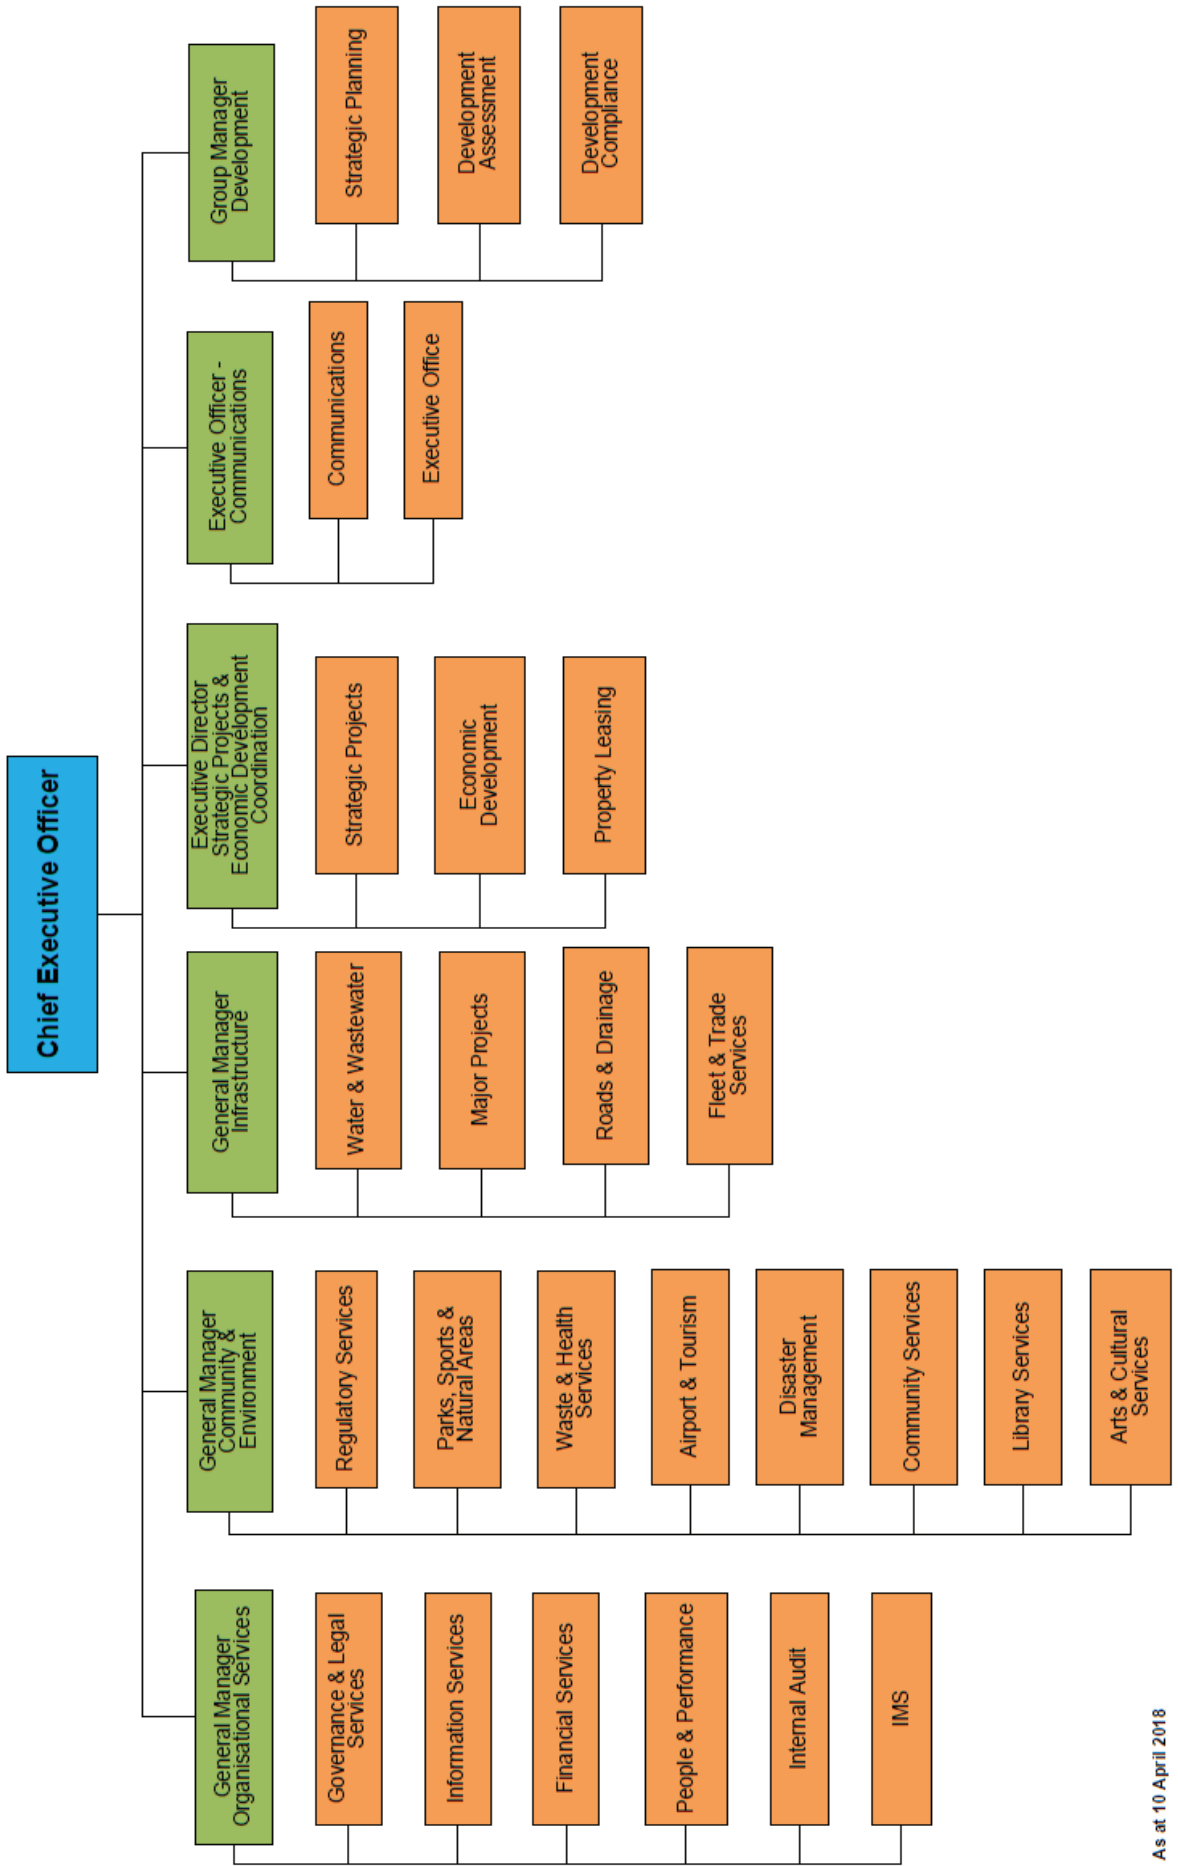 Chief Executive Officer
General Manager
Organisational Services
Governance & Legal
Services
Information Services
Financial Services
People & Performance
Internal Audit
IMS
General Manager
Community &
Environment
Regulatory Services
Parks, Sports &
Natural Areas
Waste & Health
Services
Airport & Tourism
Disaster
Management
Community Services
Library Services
Arts & Cultural
Services
General Manager
Infrastructure
Water & Wastewater
Major Projects
Roads & Drainage
Fleet & Trade
Services
Executive Director
Strategic Projects &
Economic Development
Coordination
Strategic Projects
Economic
Development
Property Leasing
Executive Officer -
Communications
Communications
Executive Office
Group Manager
Development
Strategic Planning
Development
Assessment
Development
Compliance
As at 10 April 2018